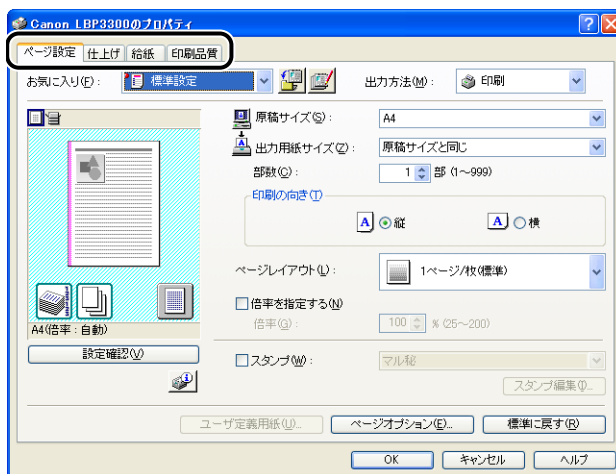 Canon LBP3300のプロパティ
ページ設定 仕上げ 給紙 印刷品質
お気に入り(F): 標準設定 出力方法(M): 印刷
原稿サイズ(S): A4
出力用紙サイズ(Z): 原稿サイズと同じ
部数(C): 1 部 (1～999)
印刷の向き(T)
A 縦 A 横
ページレイアウト(L): 1ページ/枚(標準)
倍率を指定する(N)
倍率(G): 100 % (25～200)
A4(倍率：自動)
設定確認(V)
スタンプ(W): マル秘
スタンプ編集(I)...
ユーザ定義用紙(U)... ページオプション(E)... 標準に戻す(R)
OK キャンセル ヘルプ